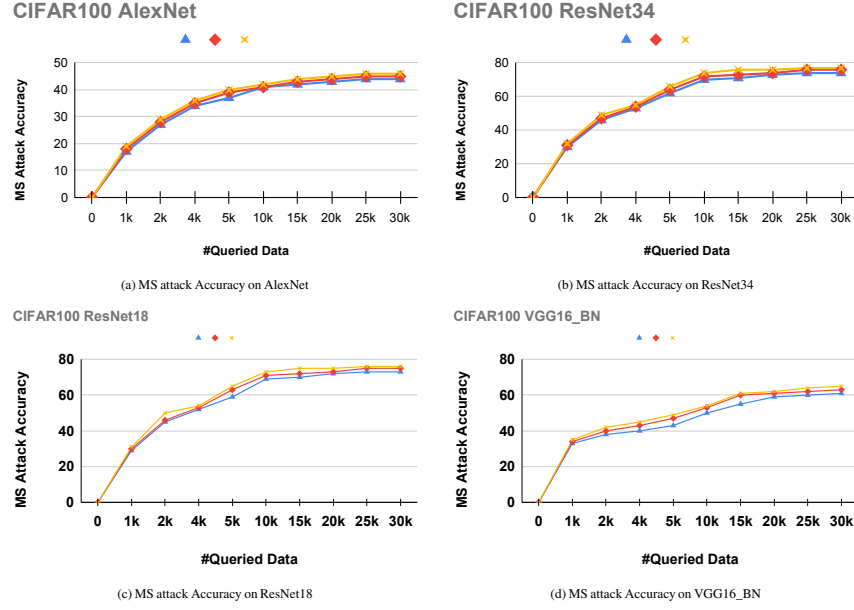 CIFAR100 AlexNet
MS Attack Accuracy
50
40
30
20
10
0
0 1k 2k 4k 5k 10k 15k 20k 25k 30k
#Queried Data
(a) MS attack Accuracy on AlexNet
CIFAR100 ResNet34
MS Attack Accuracy
80
60
40
20
0
0 1k 2k 4k 5k 10k 15k 20k 25k 30k
#Queried Data
(b) MS attack Accuracy on ResNet34
CIFAR100 ResNet18
MS Attack Accuracy
80
60
40
20
0
0 1k 2k 4k 5k 10k 15k 20k 25k 30k
#Queried Data
(c) MS attack Accuracy on ResNet18
CIFAR100 VGG16_BN
MS Attack Accuracy
80
60
40
20
0
0 1k 2k 4k 5k 10k 15k 20k 25k 30k
#Queried Data
(d) MS attack Accuracy on VGG16_BN